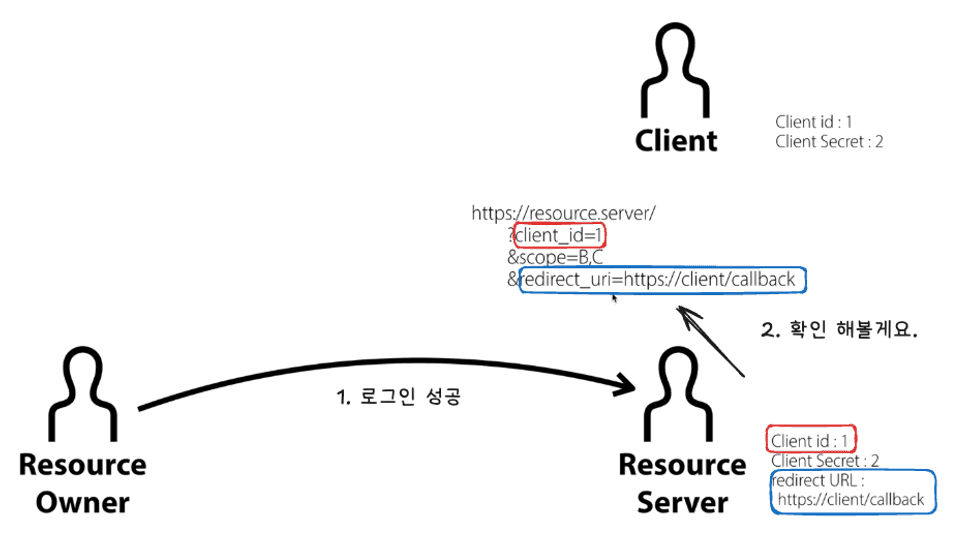 Client
Client id : 1
Client Secret : 2
https://resource.server/
?client_id=1
&scope=B,C
&redirect_uri=https://client/callback
2. 확인 해볼게요.
1. 로그인 성공
Resource
Owner
Resource
Server
Client id : 1
Client Secret : 2
redirect URL :
https://client/callback